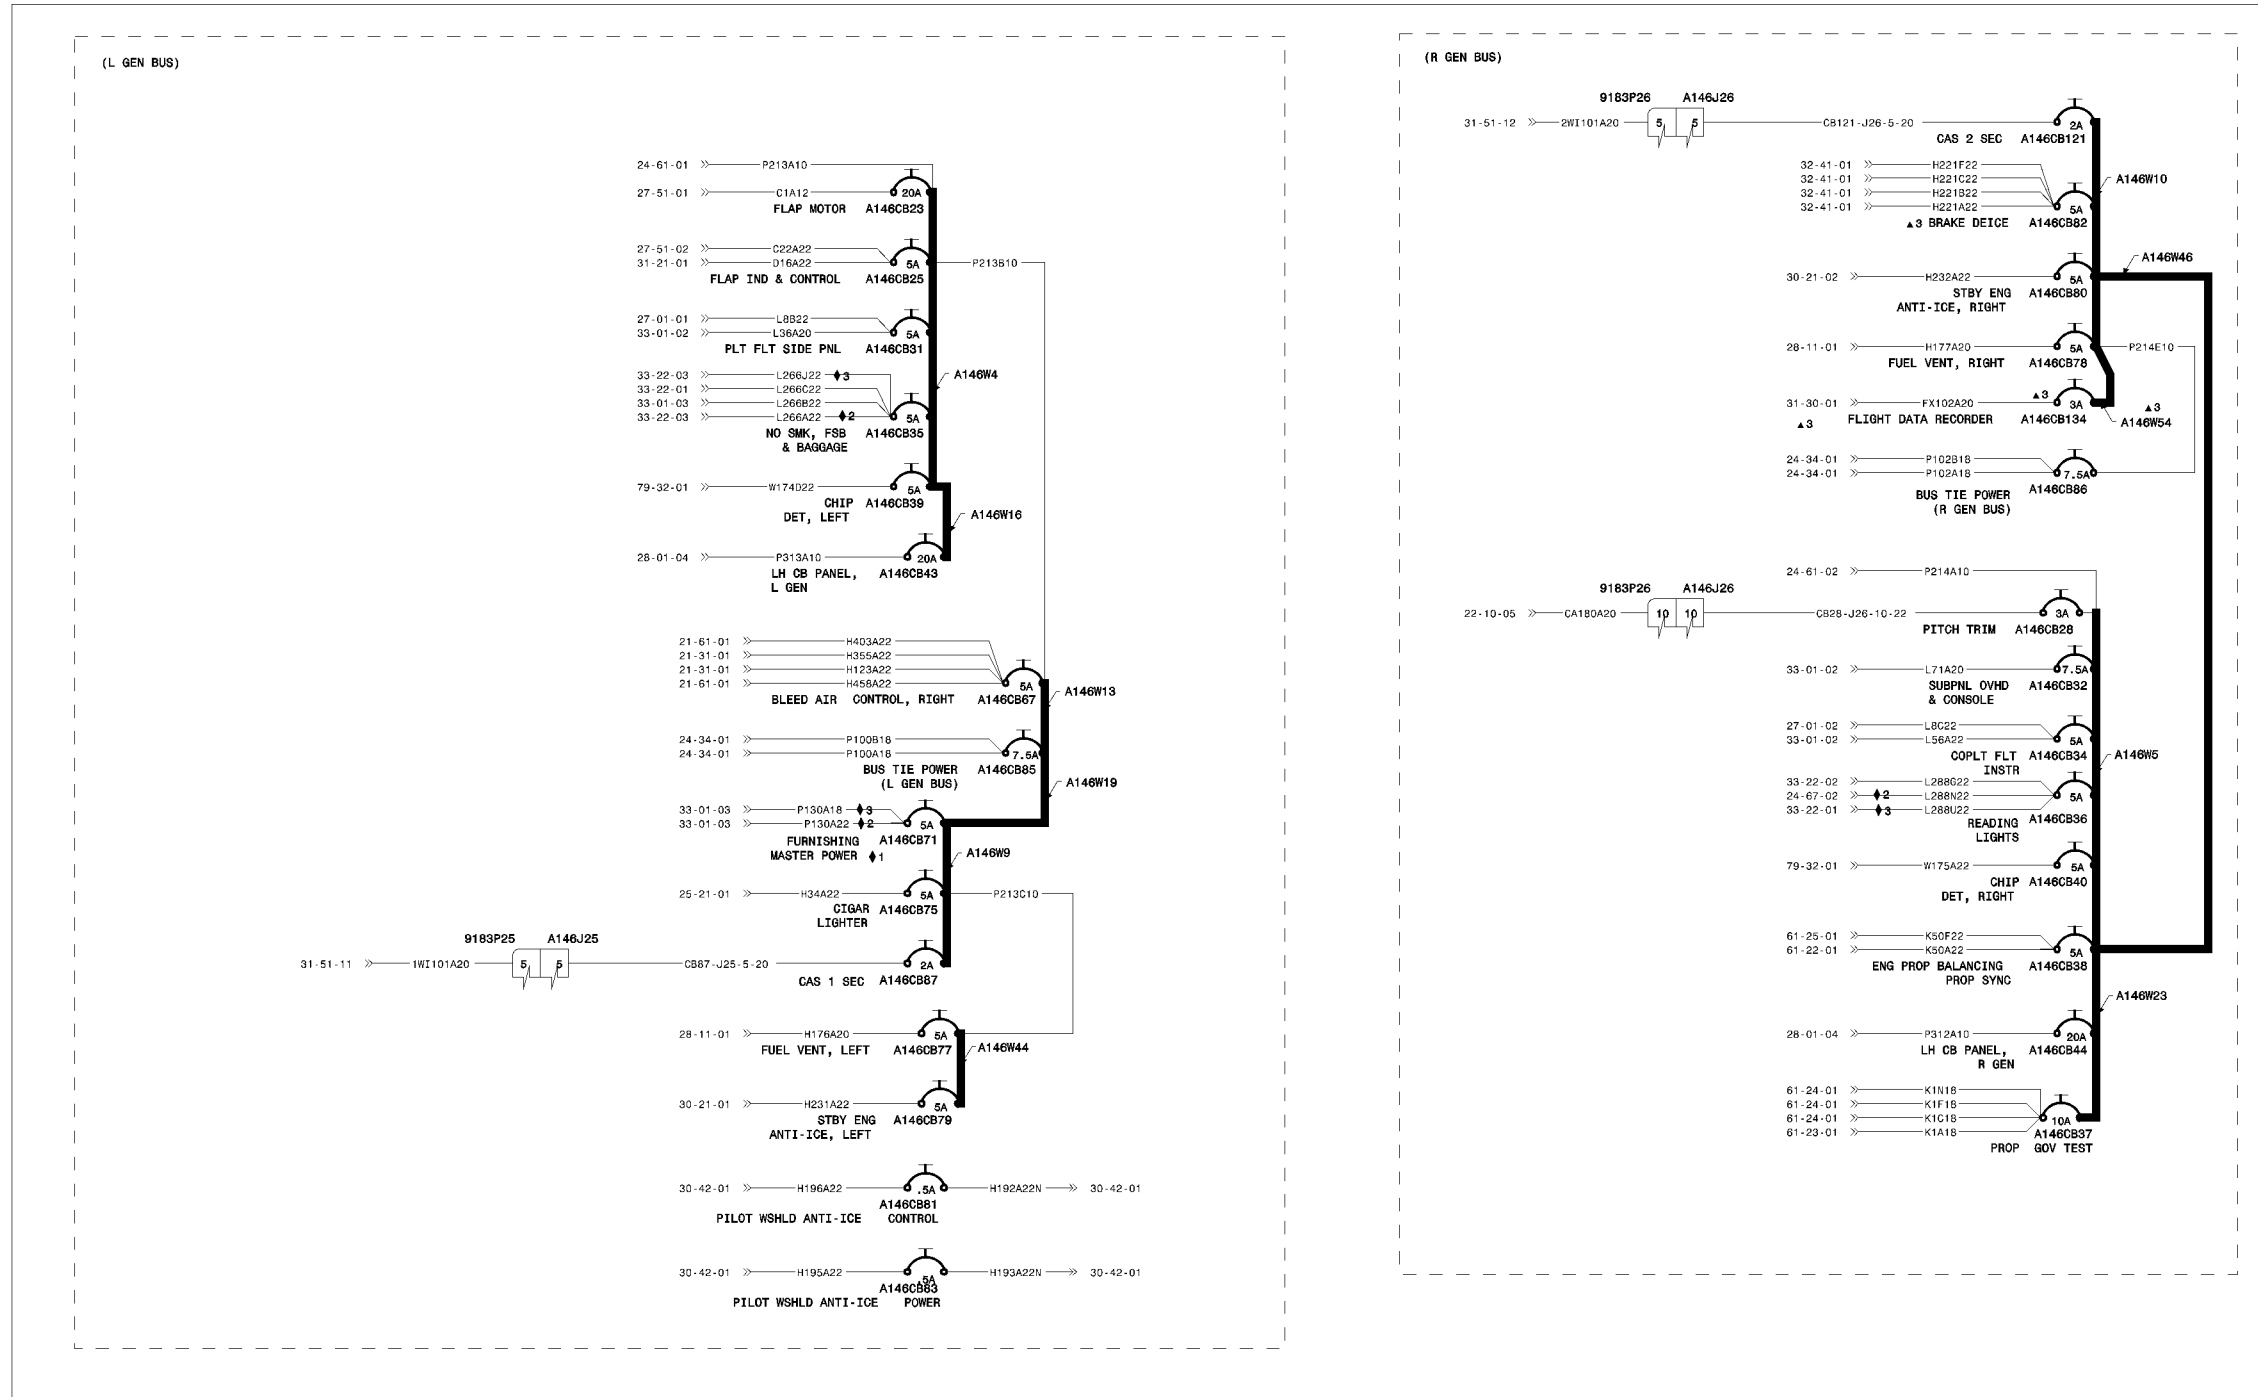 (L GEN BUS)
24-61-01 P213A10
27-51-01 C1A12 20A
FLAP MOTOR A146CB23
27-51-02 C22A22
31-21-01 D16A22 5A P213B10
FLAP IND & CONTROL A146CB25
27-01-01 L8B22
33-01-02 L36A20 5A
PLT FLT SIDE PNL A146CB31
33-22-03 L266J22 ♦3 A146W4
33-22-01 L266C22
33-01-03 L266B22
33-22-03 L266A22 ♦2 5A
NO SMK, FSB A146CB35
& BAGGAGE
79-32-01 W174D22 5A
CHIP A146CB39
DET, LEFT
A146W16
28-01-04 P313A10 20A
LH CB PANEL, A146CB43
L GEN
21-61-01 H403A22
21-31-01 H355A22
21-31-01 H123A22
21-61-01 H458A22 5A
A146W13
BLEED AIR CONTROL, RIGHT A146CB67
24-34-01 P100B18
24-34-01 P100A18 7.5A
BUS TIE POWER A146CB85
(L GEN BUS) A146W19
33-01-03 P130A18 ♦3
33-01-03 P130A22 ♦2 5A
FURNISHING A146CB71
MASTER POWER ♦1 A146W9
25-21-01 H34A22 5A P213C10
CIGAR A146CB75
LIGHTER
9183P25 A146J25
31-51-11 1WI101A20 5 5 CB87-J25-5-20 2A
CAS 1 SEC A146CB87
28-11-01 H176A20 5A
FUEL VENT, LEFT A146CB77 A146W44
30-21-01 H231A22 5A
STBY ENG A146CB79
ANTI-ICE, LEFT
30-42-01 H196A22 .5A H192A22N 30-42-01
A146CB81
PILOT WSHLD ANTI-ICE CONTROL
30-42-01 H195A22 .5A H193A22N 30-42-01
A146CB83
PILOT WSHLD ANTI-ICE POWER
(R GEN BUS)
9183P26 A146J26
31-51-12 2WI101A20 5 5 CB121-J26-5-20 2A
CAS 2 SEC A146CB121
32-41-01 H221F22
32-41-01 H221C22 A146W10
32-41-01 H221B22
32-41-01 H221A22 5A
▲3 BRAKE DEICE A146CB82
A146W46
30-21-02 H232A22 5A
STBY ENG A146CB80
ANTI-ICE, RIGHT
28-11-01 H177A20 5A P214E10
FUEL VENT, RIGHT A146CB78
31-30-01 FX102A20 ▲3 3A ▲3
▲3 FLIGHT DATA RECORDER A146CB134 A146W54
24-34-01 P102B18
24-34-01 P102A18 7.5A
BUS TIE POWER A146CB86
(R GEN BUS)
24-61-02 P214A10
9183P26 A146J26
22-10-05 CA180A20 10 10 CB28-J26-10-22 3A
PITCH TRIM A146CB28
33-01-02 L71A20 7.5A
SUBPNL OVHD A146CB32
& CONSOLE
27-01-02 L8C22
33-01-02 L56A22 5A
COPLT FLT A146CB34 A146W5
INSTR
33-22-02 L288G22
24-67-02 ♦2 L288N22 5A
33-22-01 ♦3 L288U22
READING A146CB36
LIGHTS
79-32-01 W175A22 5A
CHIP A146CB40
DET, RIGHT
61-25-01 K50F22
61-22-01 K50A22 5A
ENG PROP BALANCING A146CB38
PROP SYNC
A146W23
28-01-04 P312A10 20A
LH CB PANEL, A146CB44
R GEN
61-24-01 K1N18
61-24-01 K1F18
61-24-01 K1C18 10A
61-23-01 K1A18 A146CB37
PROP GOV TEST